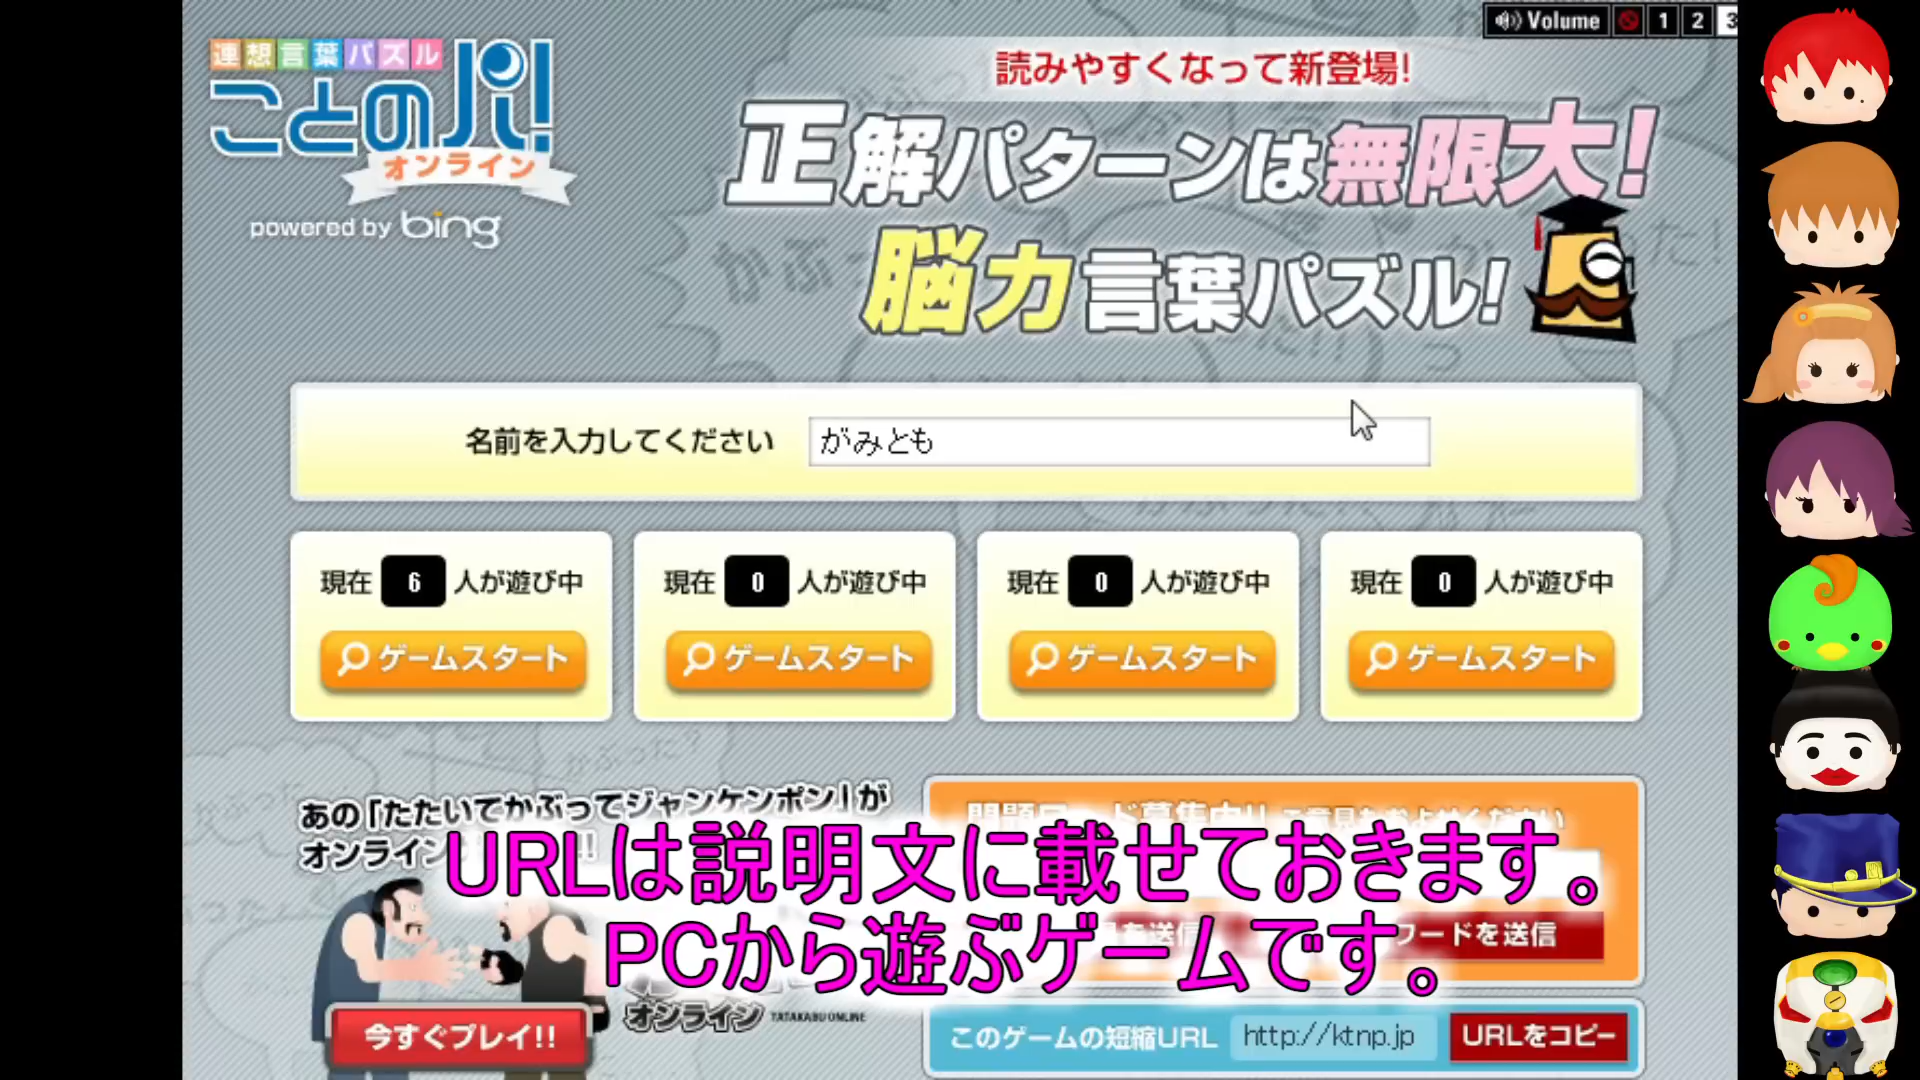 Volume 1 2 3
連想言葉パズル
ことのパ!
オンライン
powered by bing
読みやすくなって新登場!
正解パターンは無限大!
脳力言葉パズル!
名前を入力してください がみとも
現在 6 人が遊び中
ゲームスタート
現在 0 人が遊び中
ゲームスタート
現在 0 人が遊び中
ゲームスタート
現在 0 人が遊び中
ゲームスタート
あの「たたいてかぶってジャンケンポン」が
オンライン
URLは説明文に載せておきます。
PCから遊ぶゲームです。
ワードを送信
オンライン TATAKABU ONLINE
今すぐプレイ!!
このゲームの短縮URL http://ktnp.jp URLをコピー